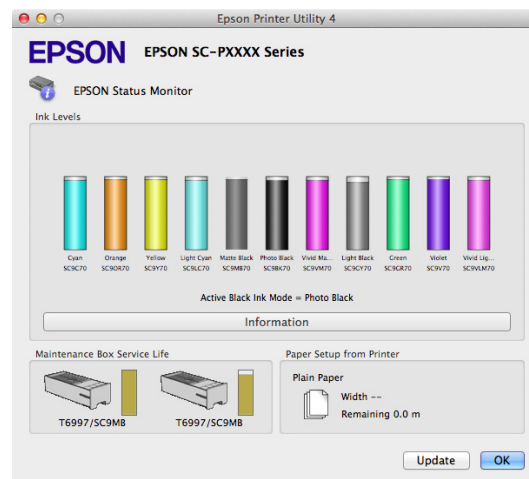 Epson Printer Utility 4
EPSON EPSON SC-PXXXX Series
EPSON Status Monitor
Ink Levels
Cyan Orange Yellow Light Cyan Matte Black Photo Black Vivid Ma... Light Black Green Violet Vivid Lig...
SC9C70 SC9OR70 SC9Y70 SC9LC70 SC9MB70 SC9BK70 SC9VM70 SC9CY70 SC9GR70 SC9V70 SC9VLM70
Active Black Ink Mode = Photo Black
Information
Maintenance Box Service Life Paper Setup from Printer
Plain Paper
Width --
Remaining 0.0 m
T6997/SC9MB T6997/SC9MB
Update OK